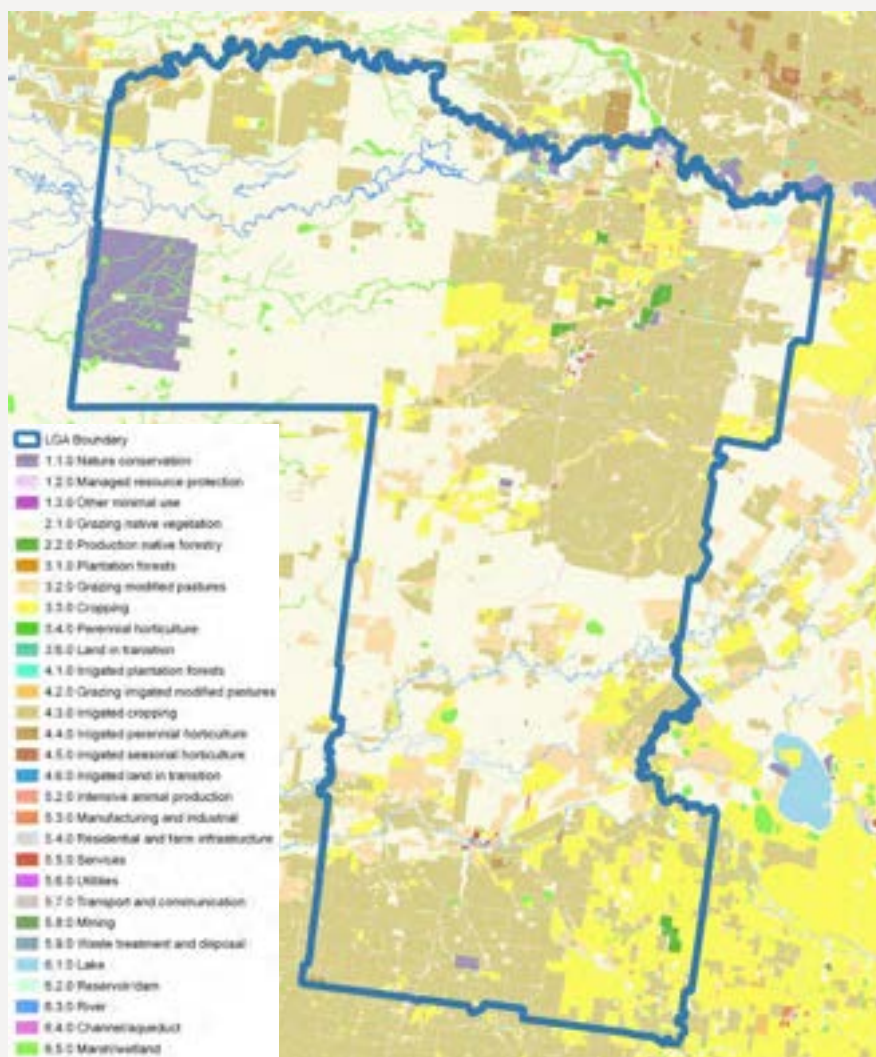 LGA Boundary
1.1.0 Nature conservation
1.2.0 Managed resource protection
1.3.0 Other minimal use
2.1.0 Grazing native vegetation
2.2.0 Production native forestry
3.1.0 Plantation forests
3.2.0 Grazing modified pastures
3.3.0 Cropping
3.4.0 Perennial horticulture
3.6.0 Land in transition
4.1.0 Irrigated plantation forests
4.2.0 Grazing irrigated modified pastures
4.3.0 Irrigated cropping
4.4.0 Irrigated perennial horticulture
4.5.0 Irrigated seasonal horticulture
4.6.0 Irrigated land in transition
5.2.0 Intensive animal production
5.3.0 Manufacturing and industrial
5.4.0 Residential and farm infrastructure
5.5.0 Services
5.6.0 Utilities
5.7.0 Transport and communication
5.8.0 Mining
5.9.0 Waste treatment and disposal
6.1.0 Lake
6.2.0 Reservoir/dam
6.3.0 River
6.4.0 Channel/aqueduct
6.5.0 Marsh/wetland